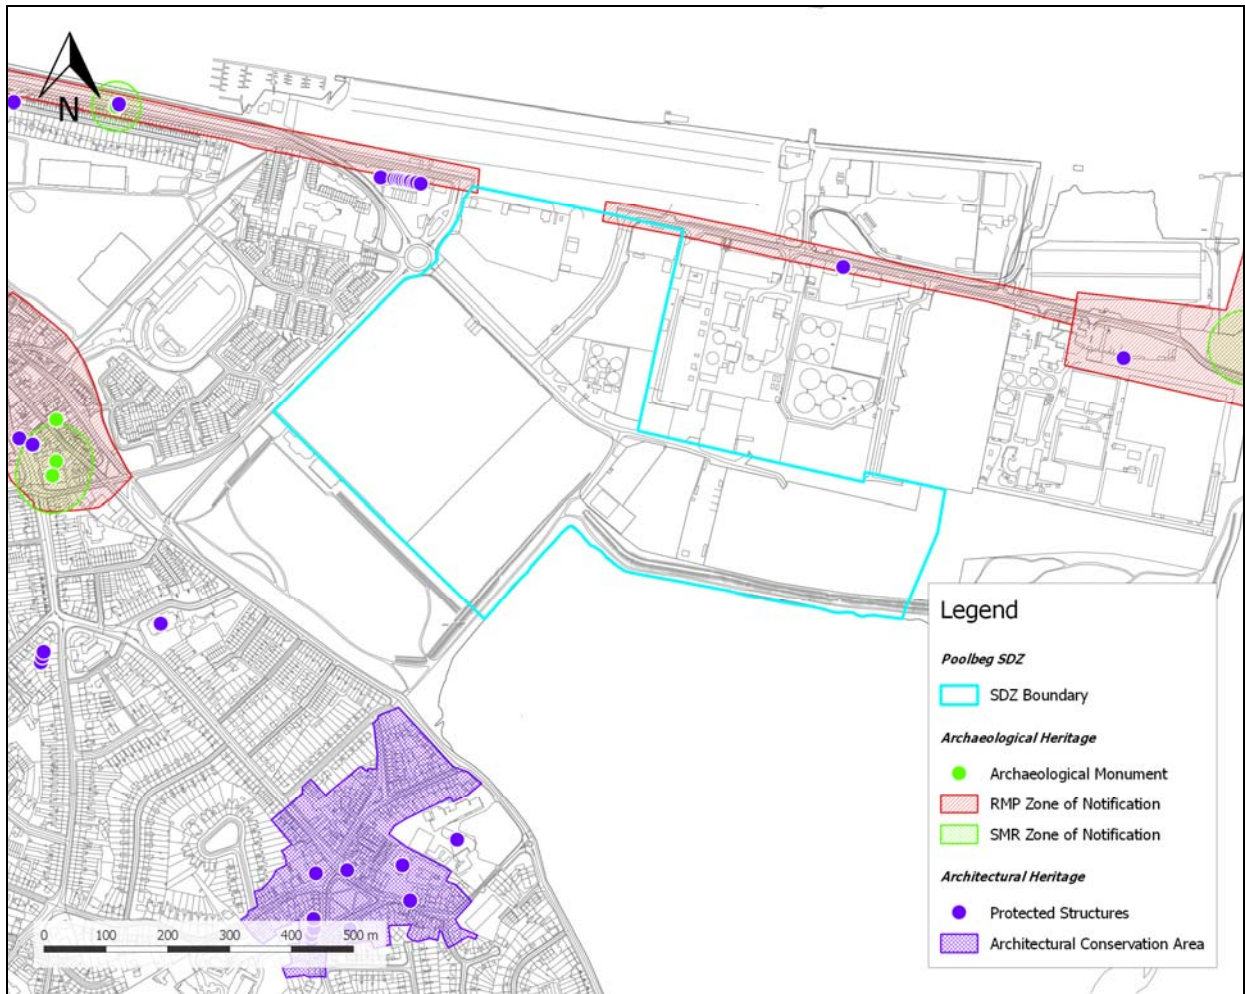 N
Legend
Poolbeg SDZ
SDZ Boundary
Archaeological Heritage
Archaeological Monument
RMP Zone of Notification
SMR Zone of Notification
Architectural Heritage
Protected Structures
Architectural Conservation Area
0 100 200 300 400 500 m